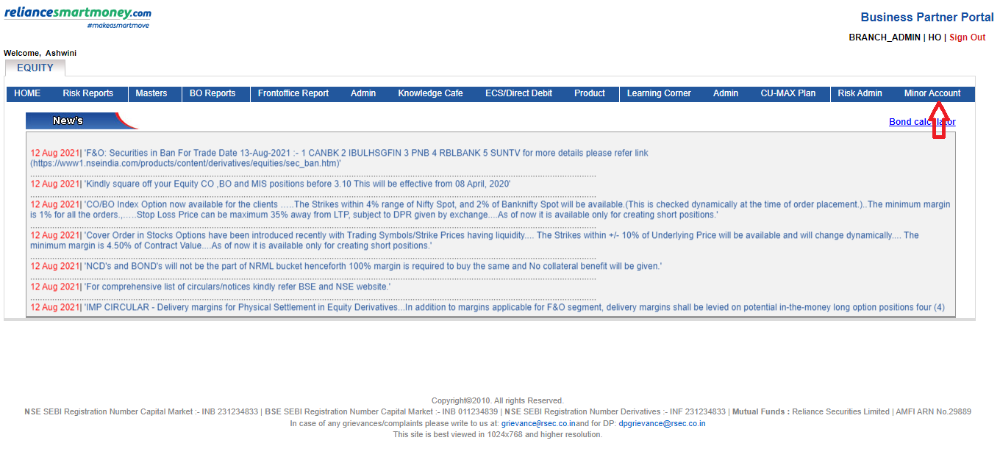 reliancesmartmoney.com
#makeasmartmove
Business Partner Portal
BRANCH_ADMIN | HO | Sign Out
Welcome, Ashwini
EQUITY
HOME Risk Reports Masters BO Reports Frontoffice Report Admin Knowledge Cafe ECS/Direct Debit Product Learning Corner Admin CU-MAX Plan Risk Admin Minor Account
New's
Bond calculator
12 Aug 2021| 'F&O: Securities in Ban For Trade Date 13-Aug-2021 :- 1 CANBK 2 IBULHSGFIN 3 PNB 4 RBLBANK 5 SUNTV for more details please refer link
(https://www1.nseindia.com/products/content/derivatives/equities/sec_ban.htm)'
12 Aug 2021| 'Kindly square off your Equity CO ,BO and MIS positions before 3.10 This will be effective from 08 April, 2020'
12 Aug 2021| 'CO/BO Index Option now available for the clients .....The Strikes within 4% range of Nifty Spot, and 2% of Banknifty Spot will be available.(This is checked dynamically at the time of order placement.)..The minimum margin
is 1% for all the orders.,.....Stop Loss Price can be maximum 35% away from LTP, subject to DPR given by exchange....As of now it is available only for creating short positions.'
12 Aug 2021| 'Cover Order in Stocks Options have been introduced recently with Trading Symbols/Strike Prices having liquidity.... The Strikes within +/- 10% of Underlying Price will be available and will change dynamically.... The
minimum margin is 4.50% of Contract Value....As of now it is available only for creating short positions.'
12 Aug 2021| 'NCD's and BOND's will not be the part of NRML bucket henceforth 100% margin is required to buy the same and No collateral benefit will be given.'
12 Aug 2021| 'For comprehensive list of circulars/notices kindly refer BSE and NSE website.'
12 Aug 2021| 'IMP CIRCULAR - Delivery margins for Physical Settlement in Equity Derivatives...In addition to margins applicable for F&O segment, delivery margins shall be levied on potential in-the-money long option positions four (4)
Copyright©2010. All rights Reserved.
NSE SEBI Registration Number Capital Market :- INB 231234833 | BSE SEBI Registration Number Capital Market :- INB 011234839 | NSE SEBI Registration Number Derivatives :- INF 231234833 | Mutual Funds : Reliance Securities Limited | AMFI ARN No.29889
In case of any grievances/complaints please write to us at: grievance@rsec.co.inand for DP: dpgrievance@rsec.co.in
This site is best viewed in 1024x768 and higher resolution.